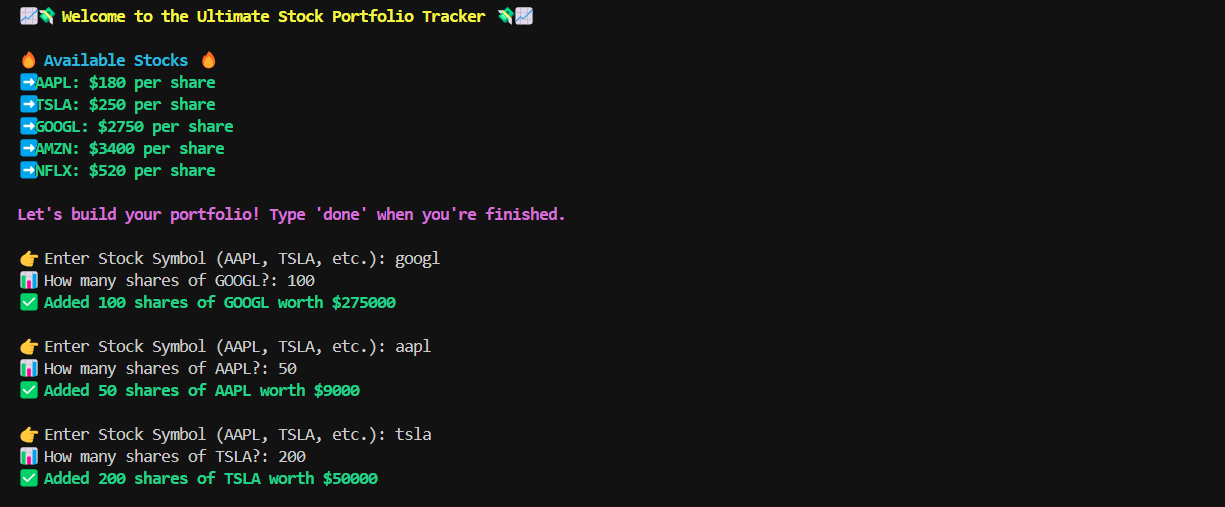 📈💸 Welcome to the Ultimate Stock Portfolio Tracker 💸📈
🔥 Available Stocks 🔥
➡️AAPL: $180 per share
➡️TSLA: $250 per share
➡️GOOGL: $2750 per share
➡️AMZN: $3400 per share
➡️NFLX: $520 per share
Let's build your portfolio! Type 'done' when you're finished.
👉 Enter Stock Symbol (AAPL, TSLA, etc.): googl
📊 How many shares of GOOGL?: 100
✅ Added 100 shares of GOOGL worth $275000
👉 Enter Stock Symbol (AAPL, TSLA, etc.): aapl
📊 How many shares of AAPL?: 50
✅ Added 50 shares of AAPL worth $9000
👉 Enter Stock Symbol (AAPL, TSLA, etc.): tsla
📊 How many shares of TSLA?: 200
✅ Added 200 shares of TSLA worth $50000